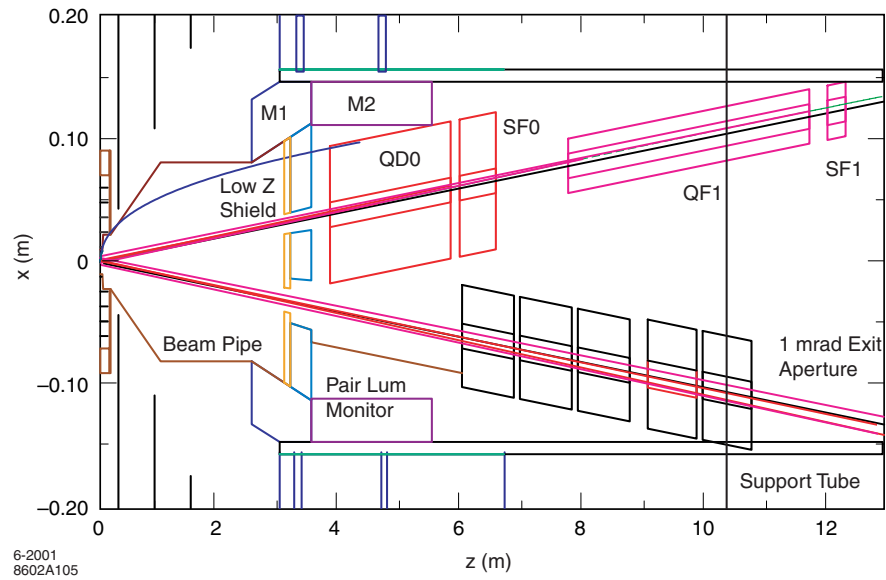 0.20
0.10
0
−0.10
−0.20
x (m)
M1
M2
SF0
QD0
Low Z
Shield
QF1
SF1
Beam Pipe
Pair Lum
Monitor
1 mrad Exit
Aperture
Support Tube
0
2
4
6
8
10
12
z (m)
6-2001
8602A105